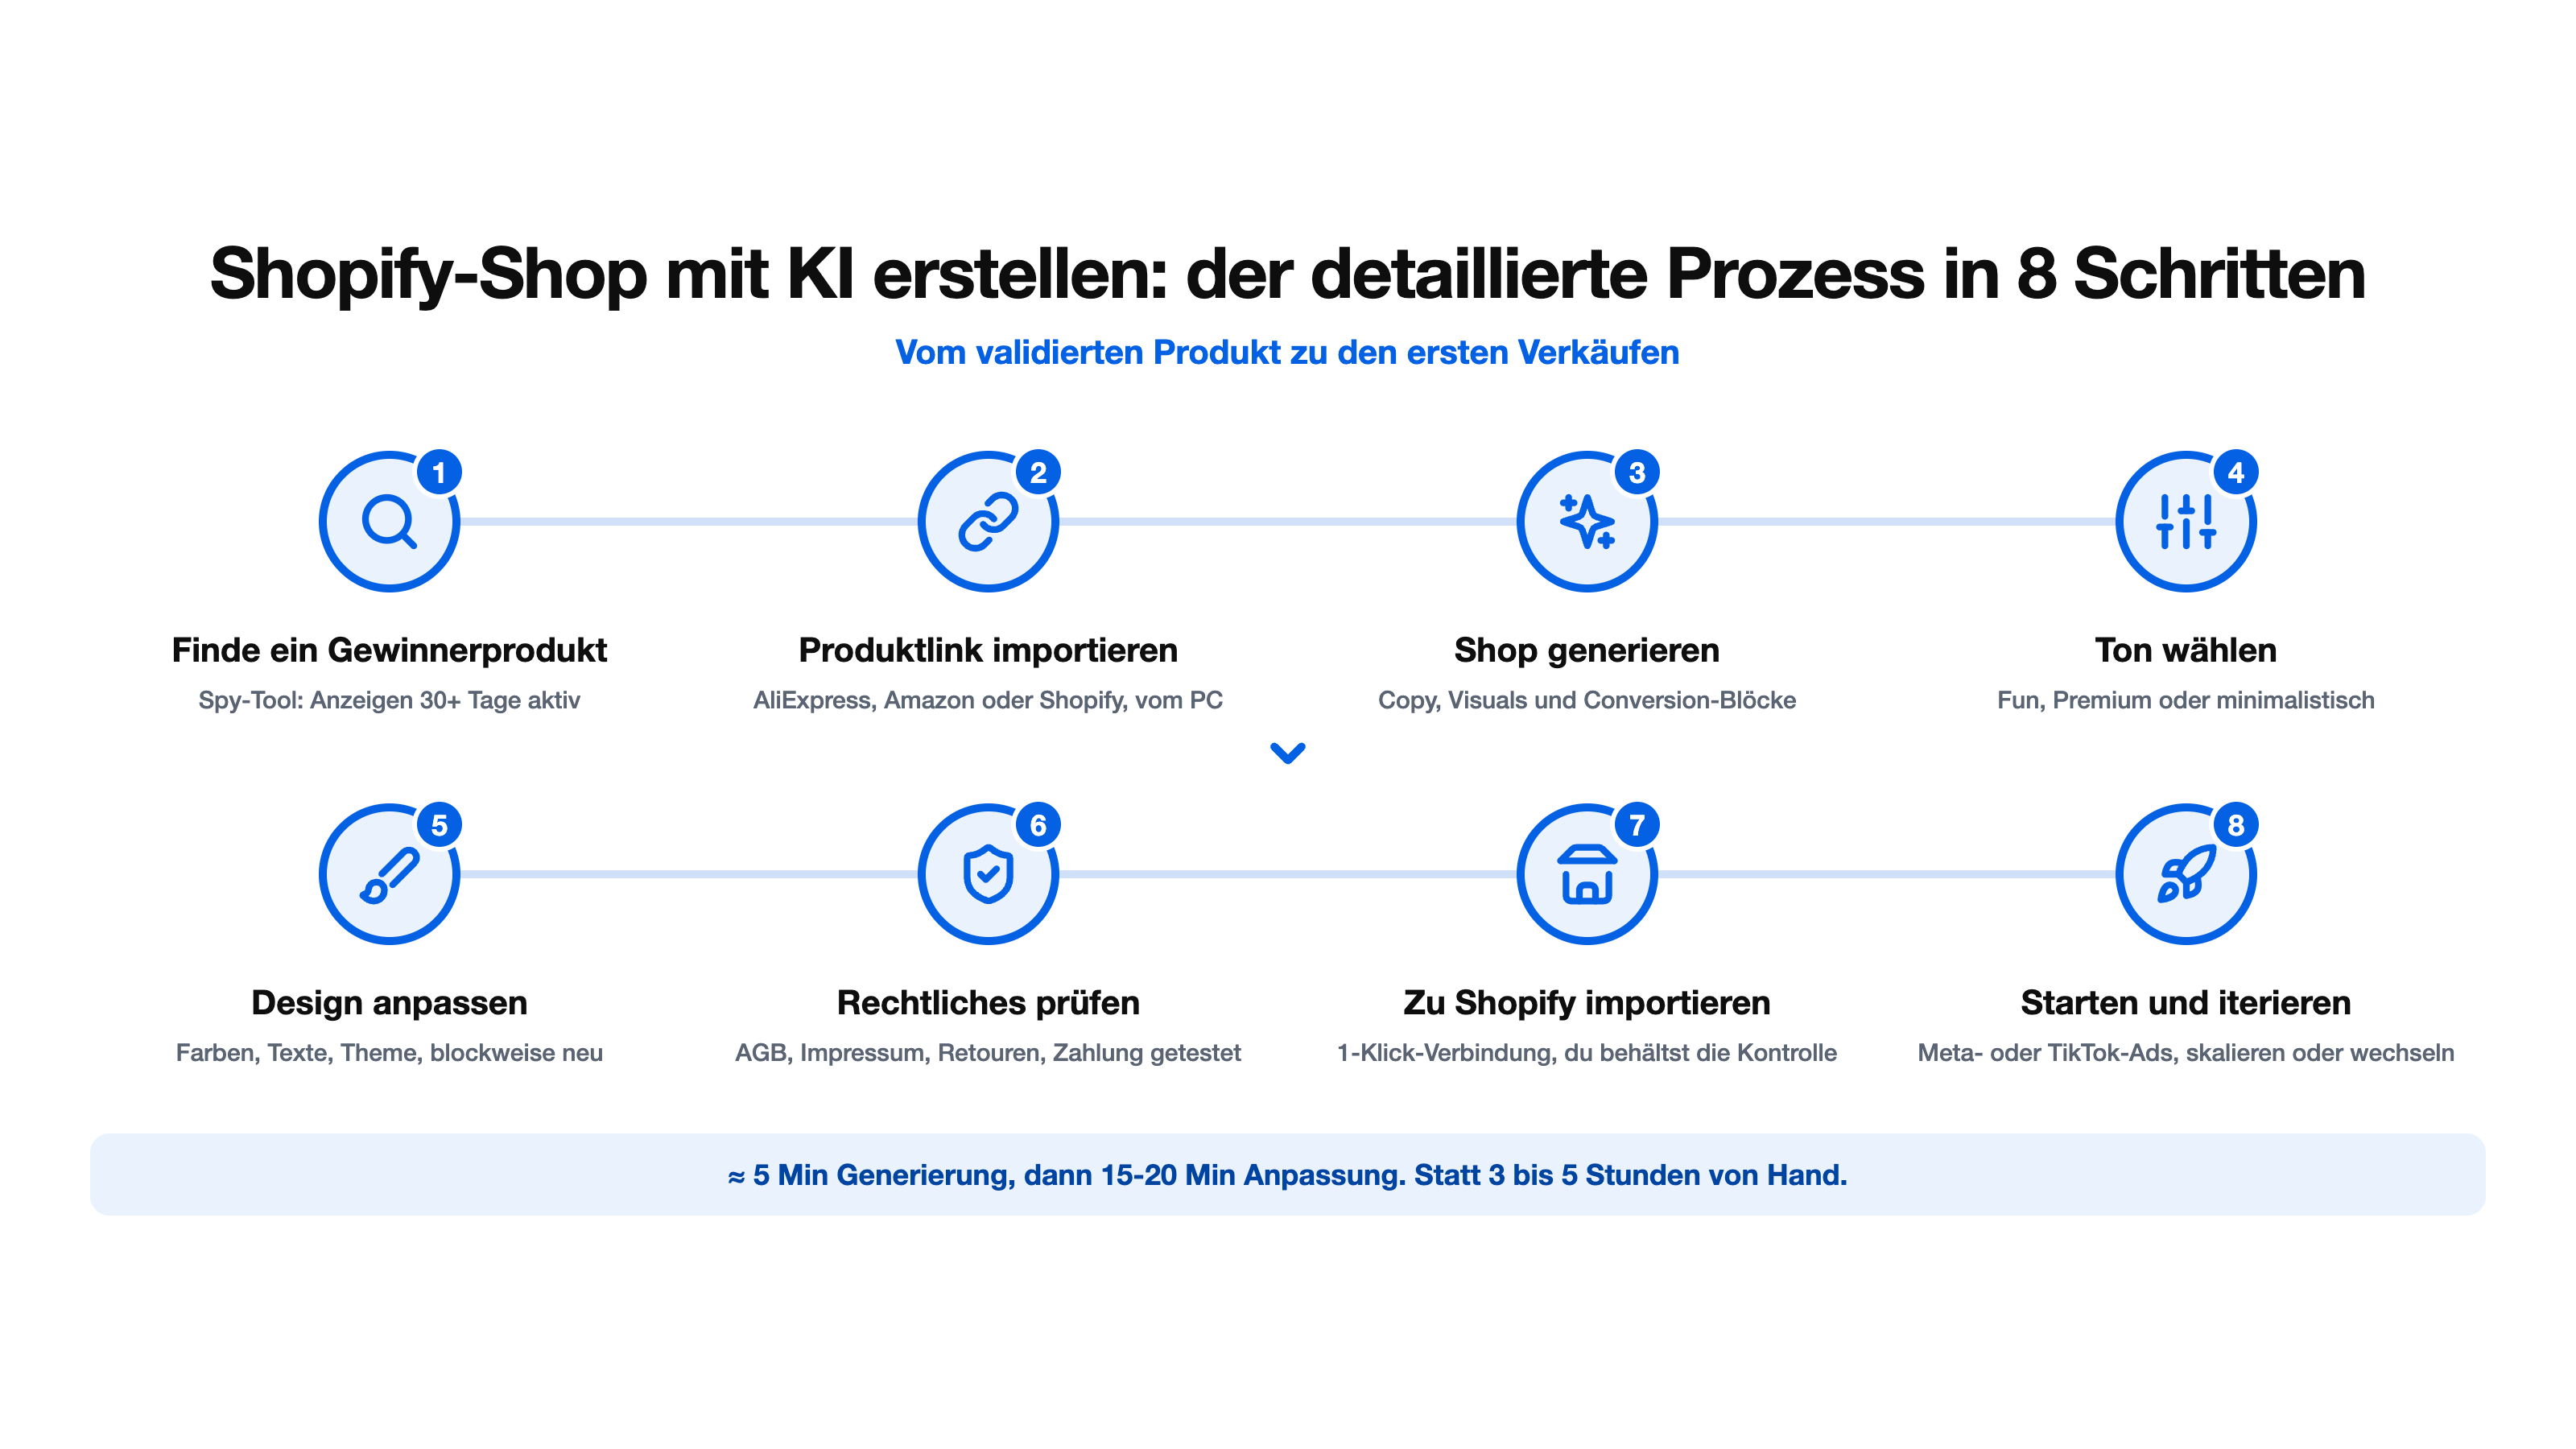 Shopify-Shop mit KI erstellen: der detaillierte Prozess in 8 Schritten
Vom validierten Produkt zu den ersten Verkäufen
1
Finde ein Gewinnerprodukt
Spy-Tool: Anzeigen 30+ Tage aktiv
2
Produktlink importieren
AliExpress, Amazon oder Shopify, vom PC
3
Shop generieren
Copy, Visuals und Conversion-Blöcke
4
Ton wählen
Fun, Premium oder minimalistisch
5
Design anpassen
Farben, Texte, Theme, blockweise neu
6
Rechtliches prüfen
AGB, Impressum, Retouren, Zahlung getestet
7
Zu Shopify importieren
1-Klick-Verbindung, du behältst die Kontrolle
8
Starten und iterieren
Meta- oder TikTok-Ads, skalieren oder wechseln
≈ 5 Min Generierung, dann 15-20 Min Anpassung. Statt 3 bis 5 Stunden von Hand.